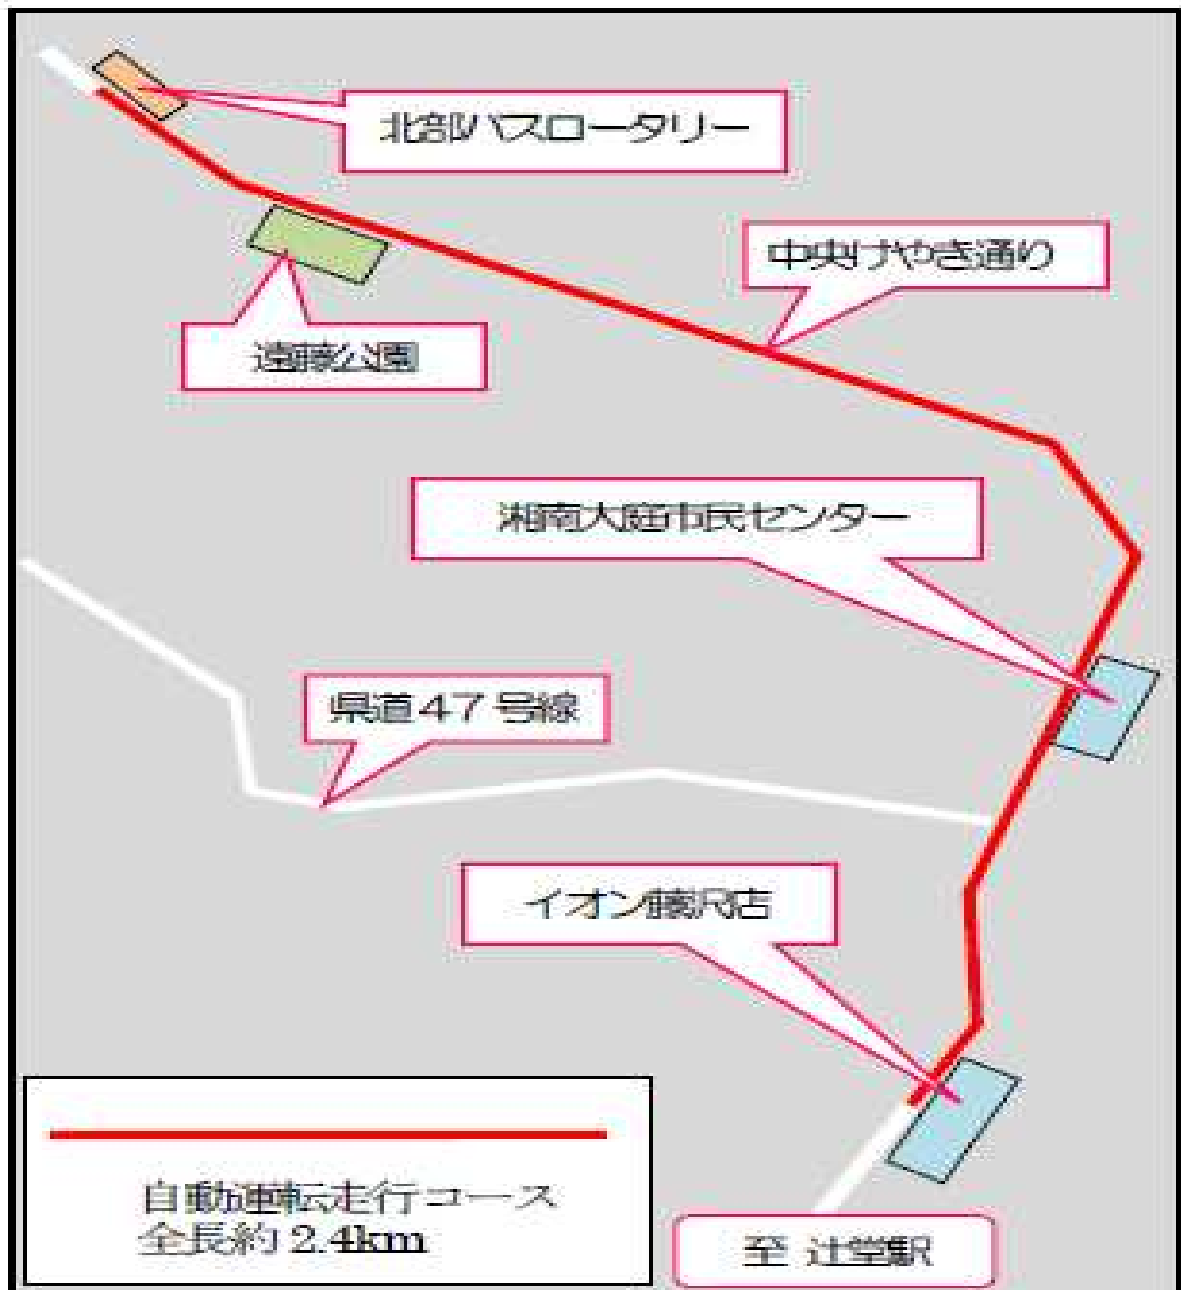 北部バスロータリー
中央けやき通り
遠藤公園
湘南大庭市民センター
県道47号線
イオン藤沢店
自動運転走行コース
全長約 2.4km
至 辻堂駅